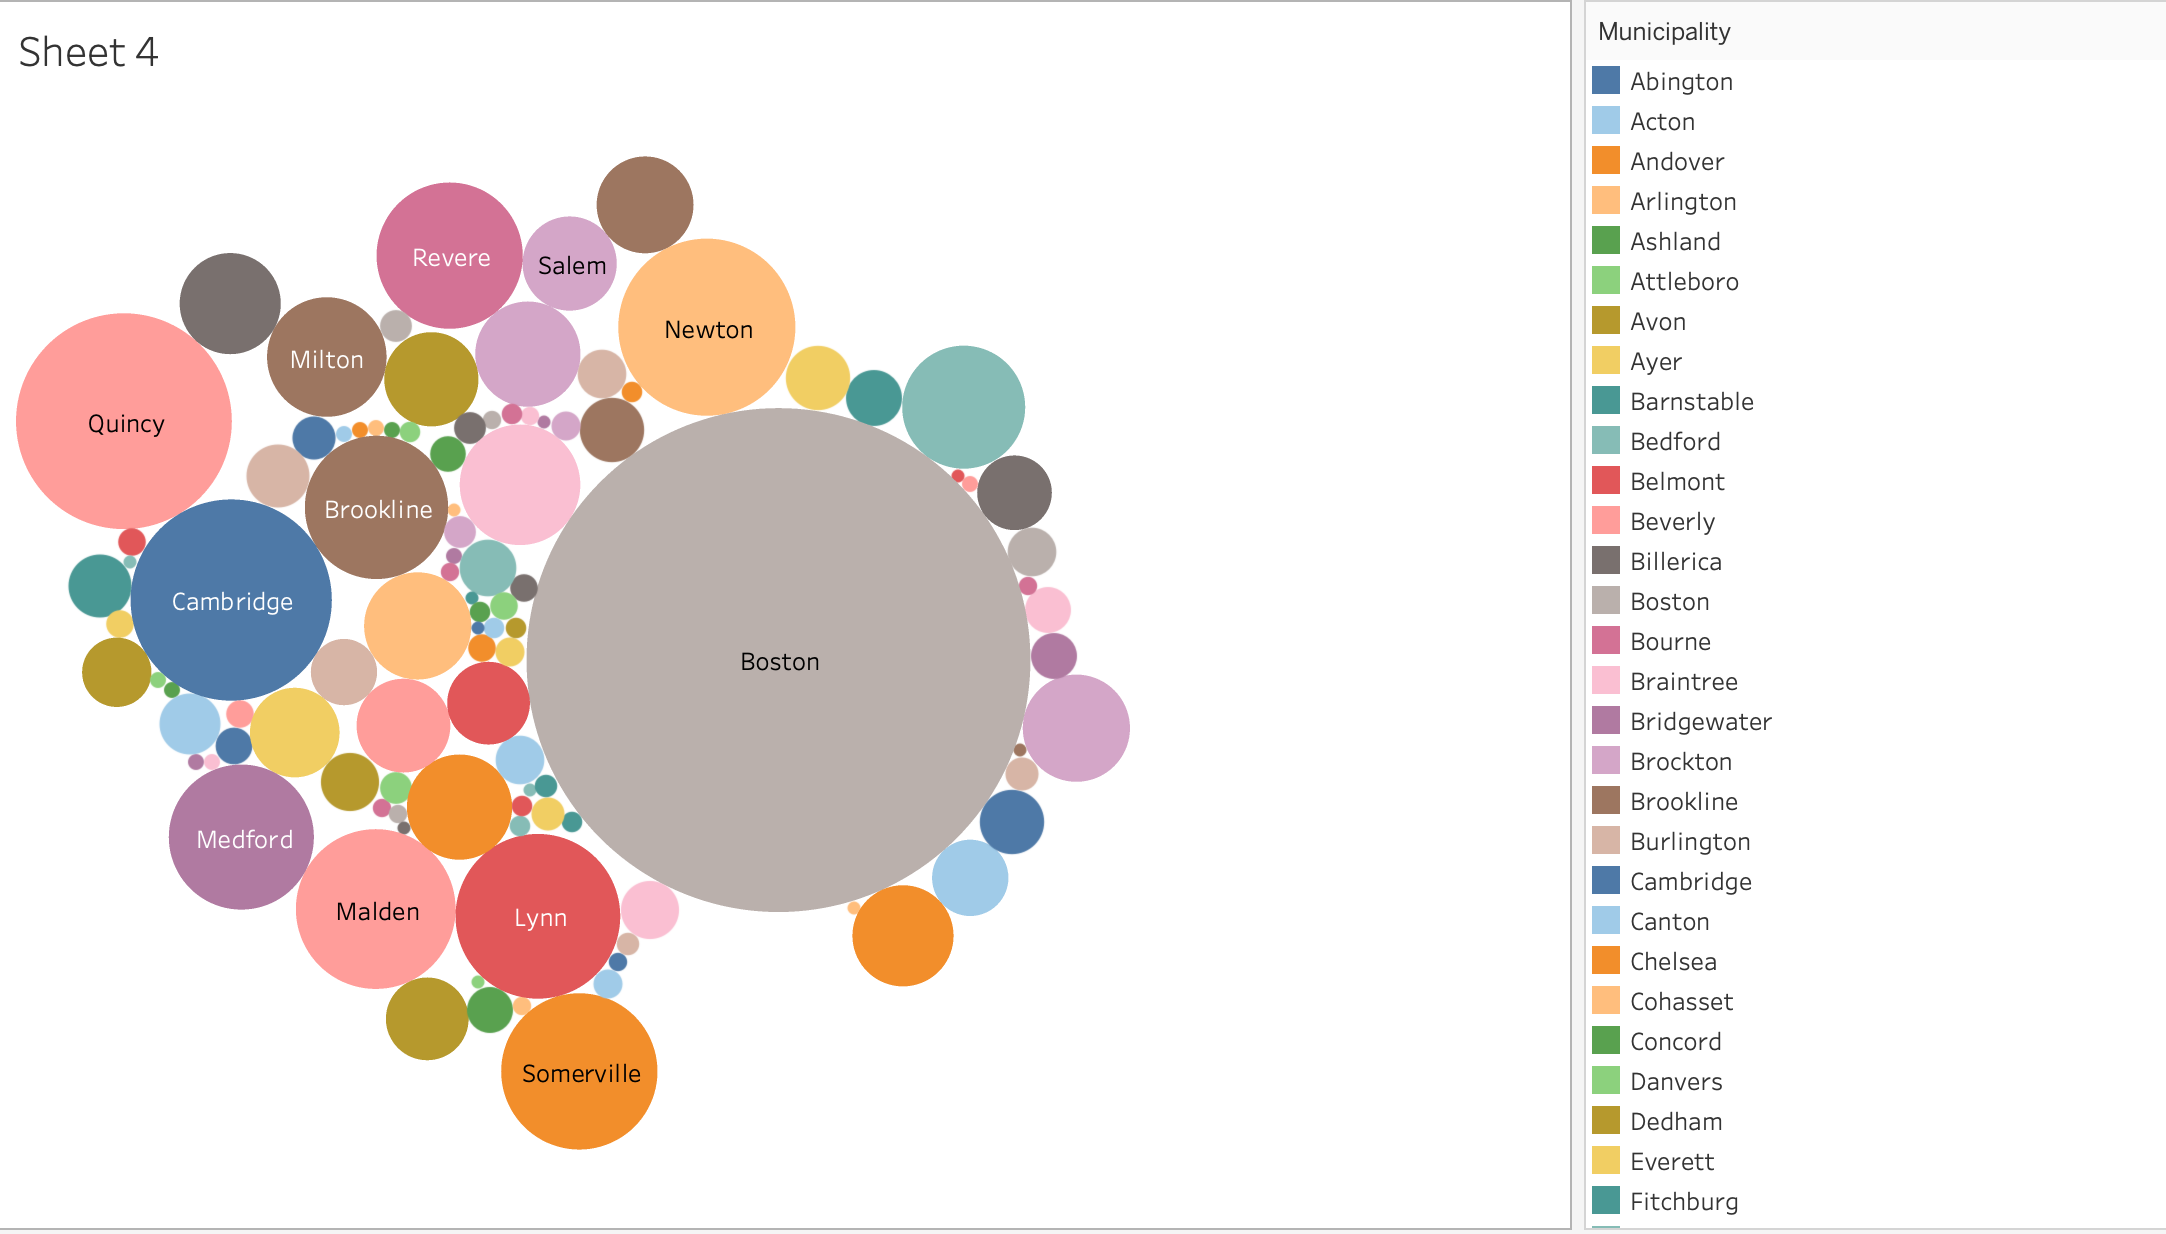 Sheet 4
Revere
Salem
Newton
Milton
Quincy
Brookline
Cambridge
Boston
Medford
Malden
Lynn
Somerville
Municipality
Abington
Acton
Andover
Arlington
Ashland
Attleboro
Avon
Ayer
Barnstable
Bedford
Belmont
Beverly
Billerica
Boston
Bourne
Braintree
Bridgewater
Brockton
Brookline
Burlington
Cambridge
Canton
Chelsea
Cohasset
Concord
Danvers
Dedham
Everett
Fitchburg